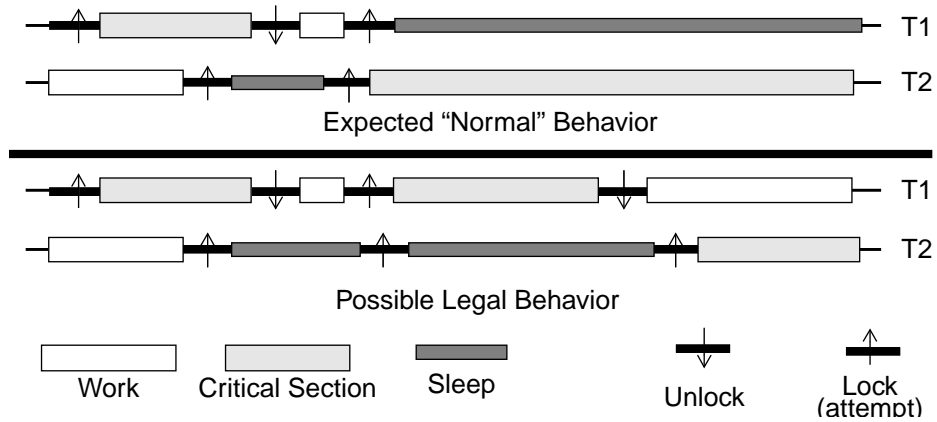 T1
T2
Expected “Normal” Behavior
T1
T2
Possible Legal Behavior
Work
Critical Section
Sleep
Unlock
Lock
(attempt)